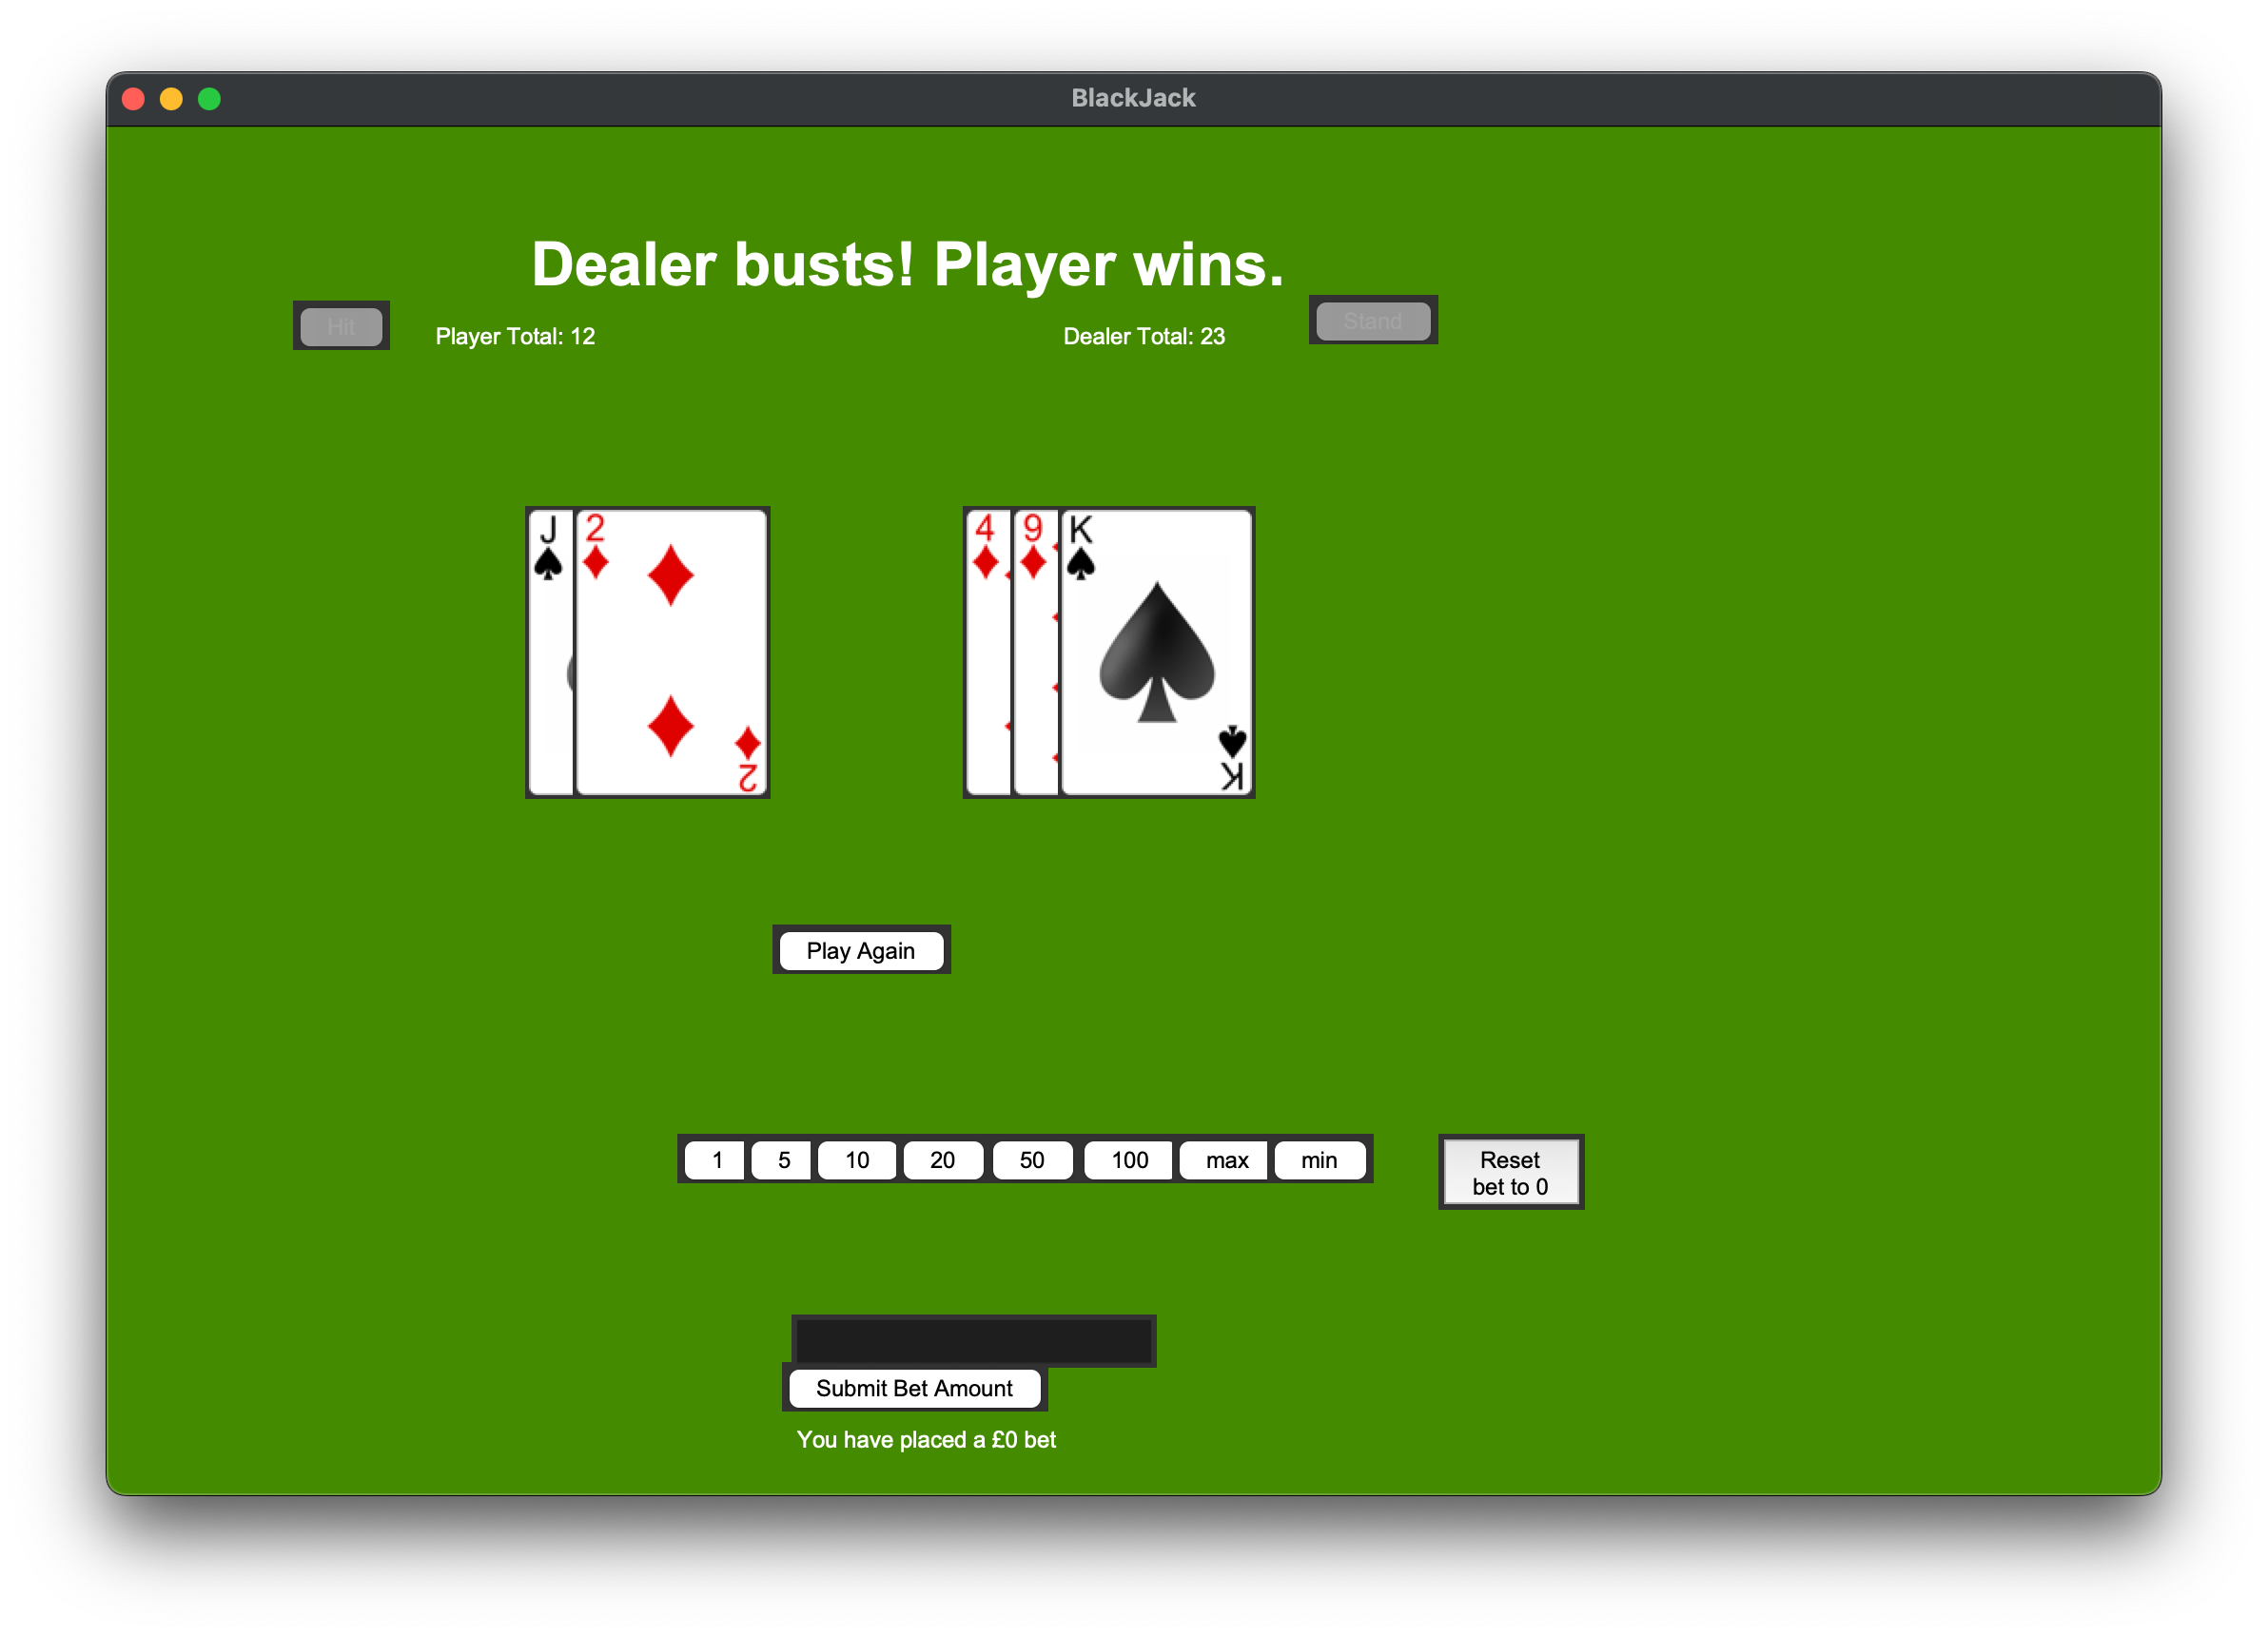 BlackJack
Dealer busts! Player wins.
Hit
Player Total: 12
Dealer Total: 23
Stand
J
2
2
4
9
K
K
Play Again
1
5
10
20
50
100
max
min
Reset
bet to 0
Submit Bet Amount
You have placed a £0 bet